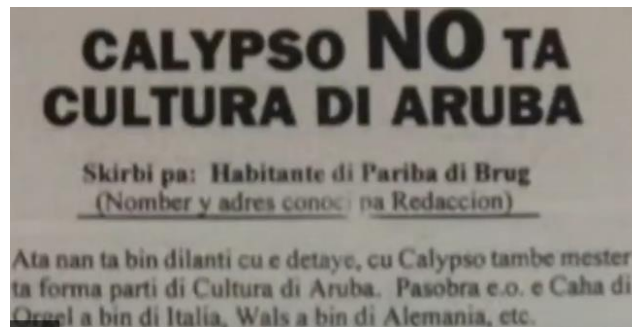 CALYPSO NO TA
CULTURA DI ARUBA
Skirbi pa: Habitante di Pariba di Brug
(Nomber y adres conoci na Redaccion)
Ata nan ta bin dilanti cu e detaye, cu Calypso tambe mester
ta forma parti di Cultura di Aruba. Pasobra e.o. e Caha di
Orgel a bin di Italia, Wals a bin di Alemania, etc.